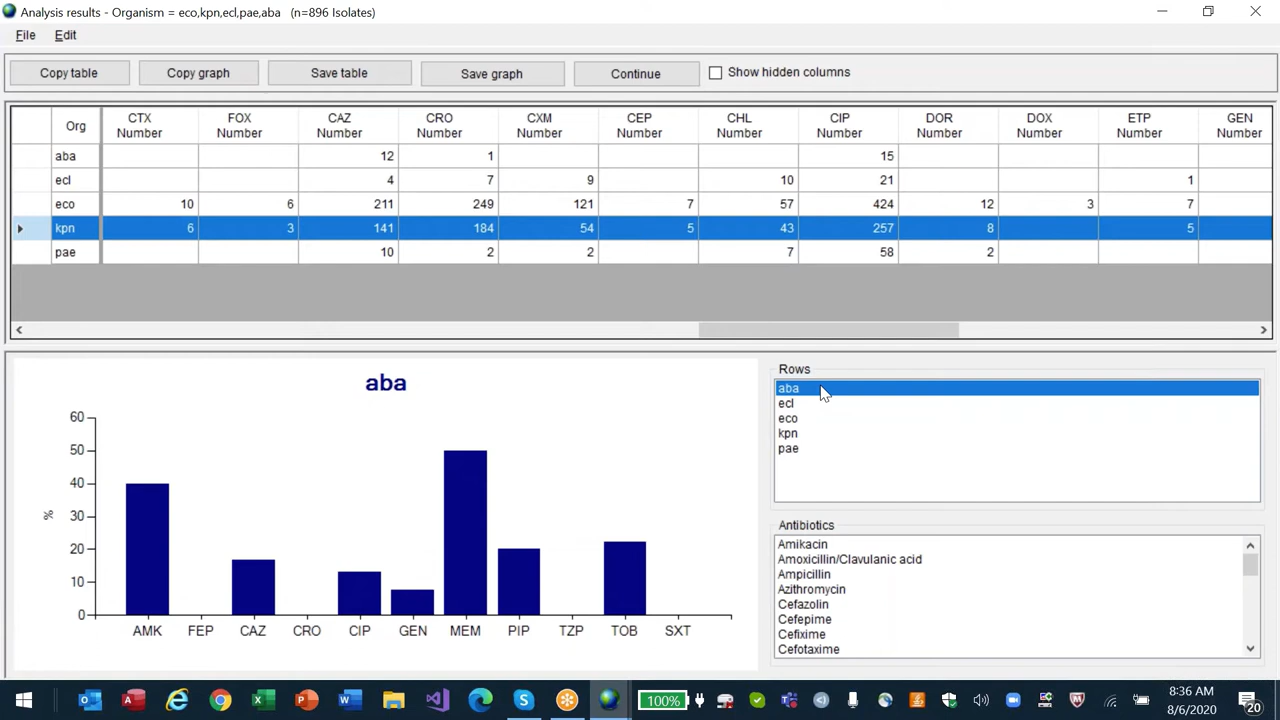 Analysis results - Organism = eco,kpn,ecl,pae,aba (n=896 Isolates)
File Edit
Copy table Copy graph Save table Save graph Continue Show hidden columns
Org CTX Number FOX Number CAZ Number CRO Number CXM Number CEP Number CHL Number CIP Number DOR Number DOX Number ETP Number GEN Number
aba 12 1 15
ecl 4 7 9 10 21 1
eco 10 6 211 249 121 7 57 424 12 3 7
kpn 6 3 141 184 54 5 43 257 8 5
pae 10 2 2 7 58 2
aba
60
50
40
30
20
10
0
%
AMK FEP CAZ CRO CIP GEN MEM PIP TZP TOB SXT
Rows
aba
ecl
eco
kpn
pae
Antibiotics
Amikacin
Amoxicillin/Clavulanic acid
Ampicillin
Azithromycin
Cefazolin
Cefepime
Cefixime
Cefotaxime
100%
8:36 AM
8/6/2020
20